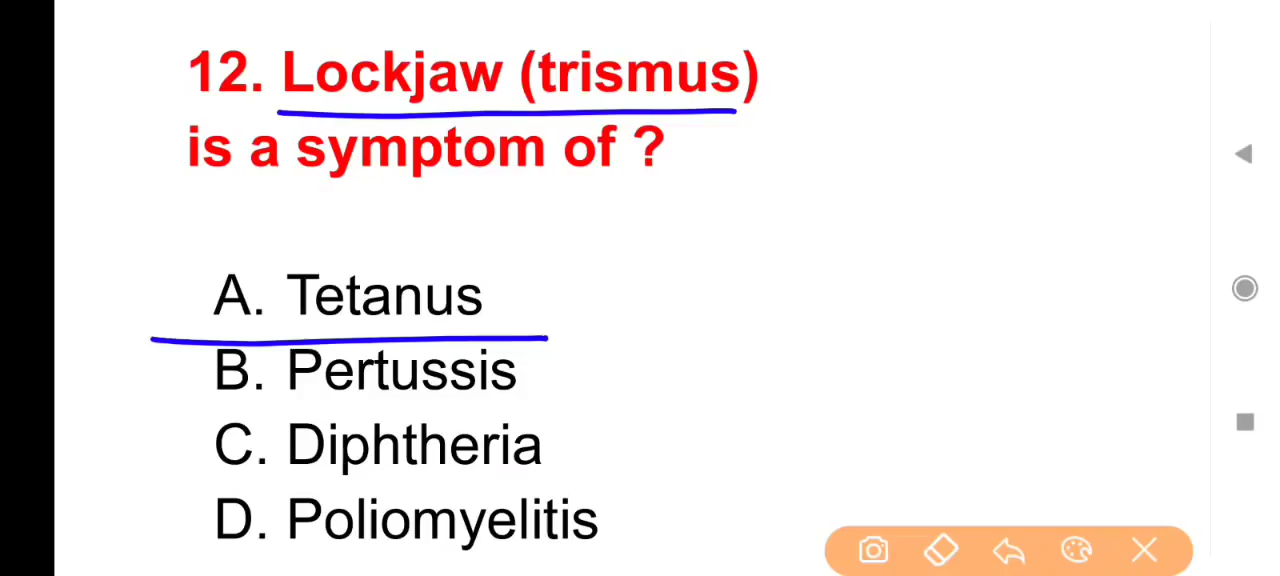 12. Lockjaw (trismus)
is a symptom of ?
A. Tetanus
B. Pertussis
C. Diphtheria
D. Poliomyelitis